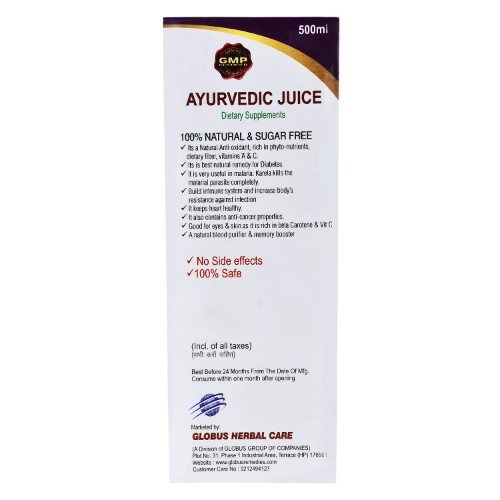 500ml
GMP
CERTIFIED
AYURVEDIC JUICE
Dietary Supplements
100% NATURAL & SUGAR FREE
✓ Its a Natural Anti oxidant, rich in phyto-nutrients,
dietary fiber, vitamins A & C.
✓ Its is best natural remedy for Diabetes.
✓ It is very useful in malaria. Karela kills the
malarial parasite completely.
✓ Build immune system and increase body's
resistance against infection
✓ It keeps heart healthy.
✓ It also contains anti-cancer properties.
✓ Good for eyes & skin as it is rich in beta Carotene & Vit C
✓ A natural blood purifier & memory booster
✓ No Side effects
✓ 100% Safe
(Incl. of all taxes)
(सभी करों सहित)
Best Before 24 Months From The Date Of Mfg.
Consume within one month after opening
Marketed by:
GLOBUS HERBAL CARE
(A Division of GLOBUS GROUP OF COMPANIES)
Plot No. 31, Phase 1 Industrial Area, Terrace (HP) 176501
Website : www.globusremedies.com
Customer Care No.: 9212494127